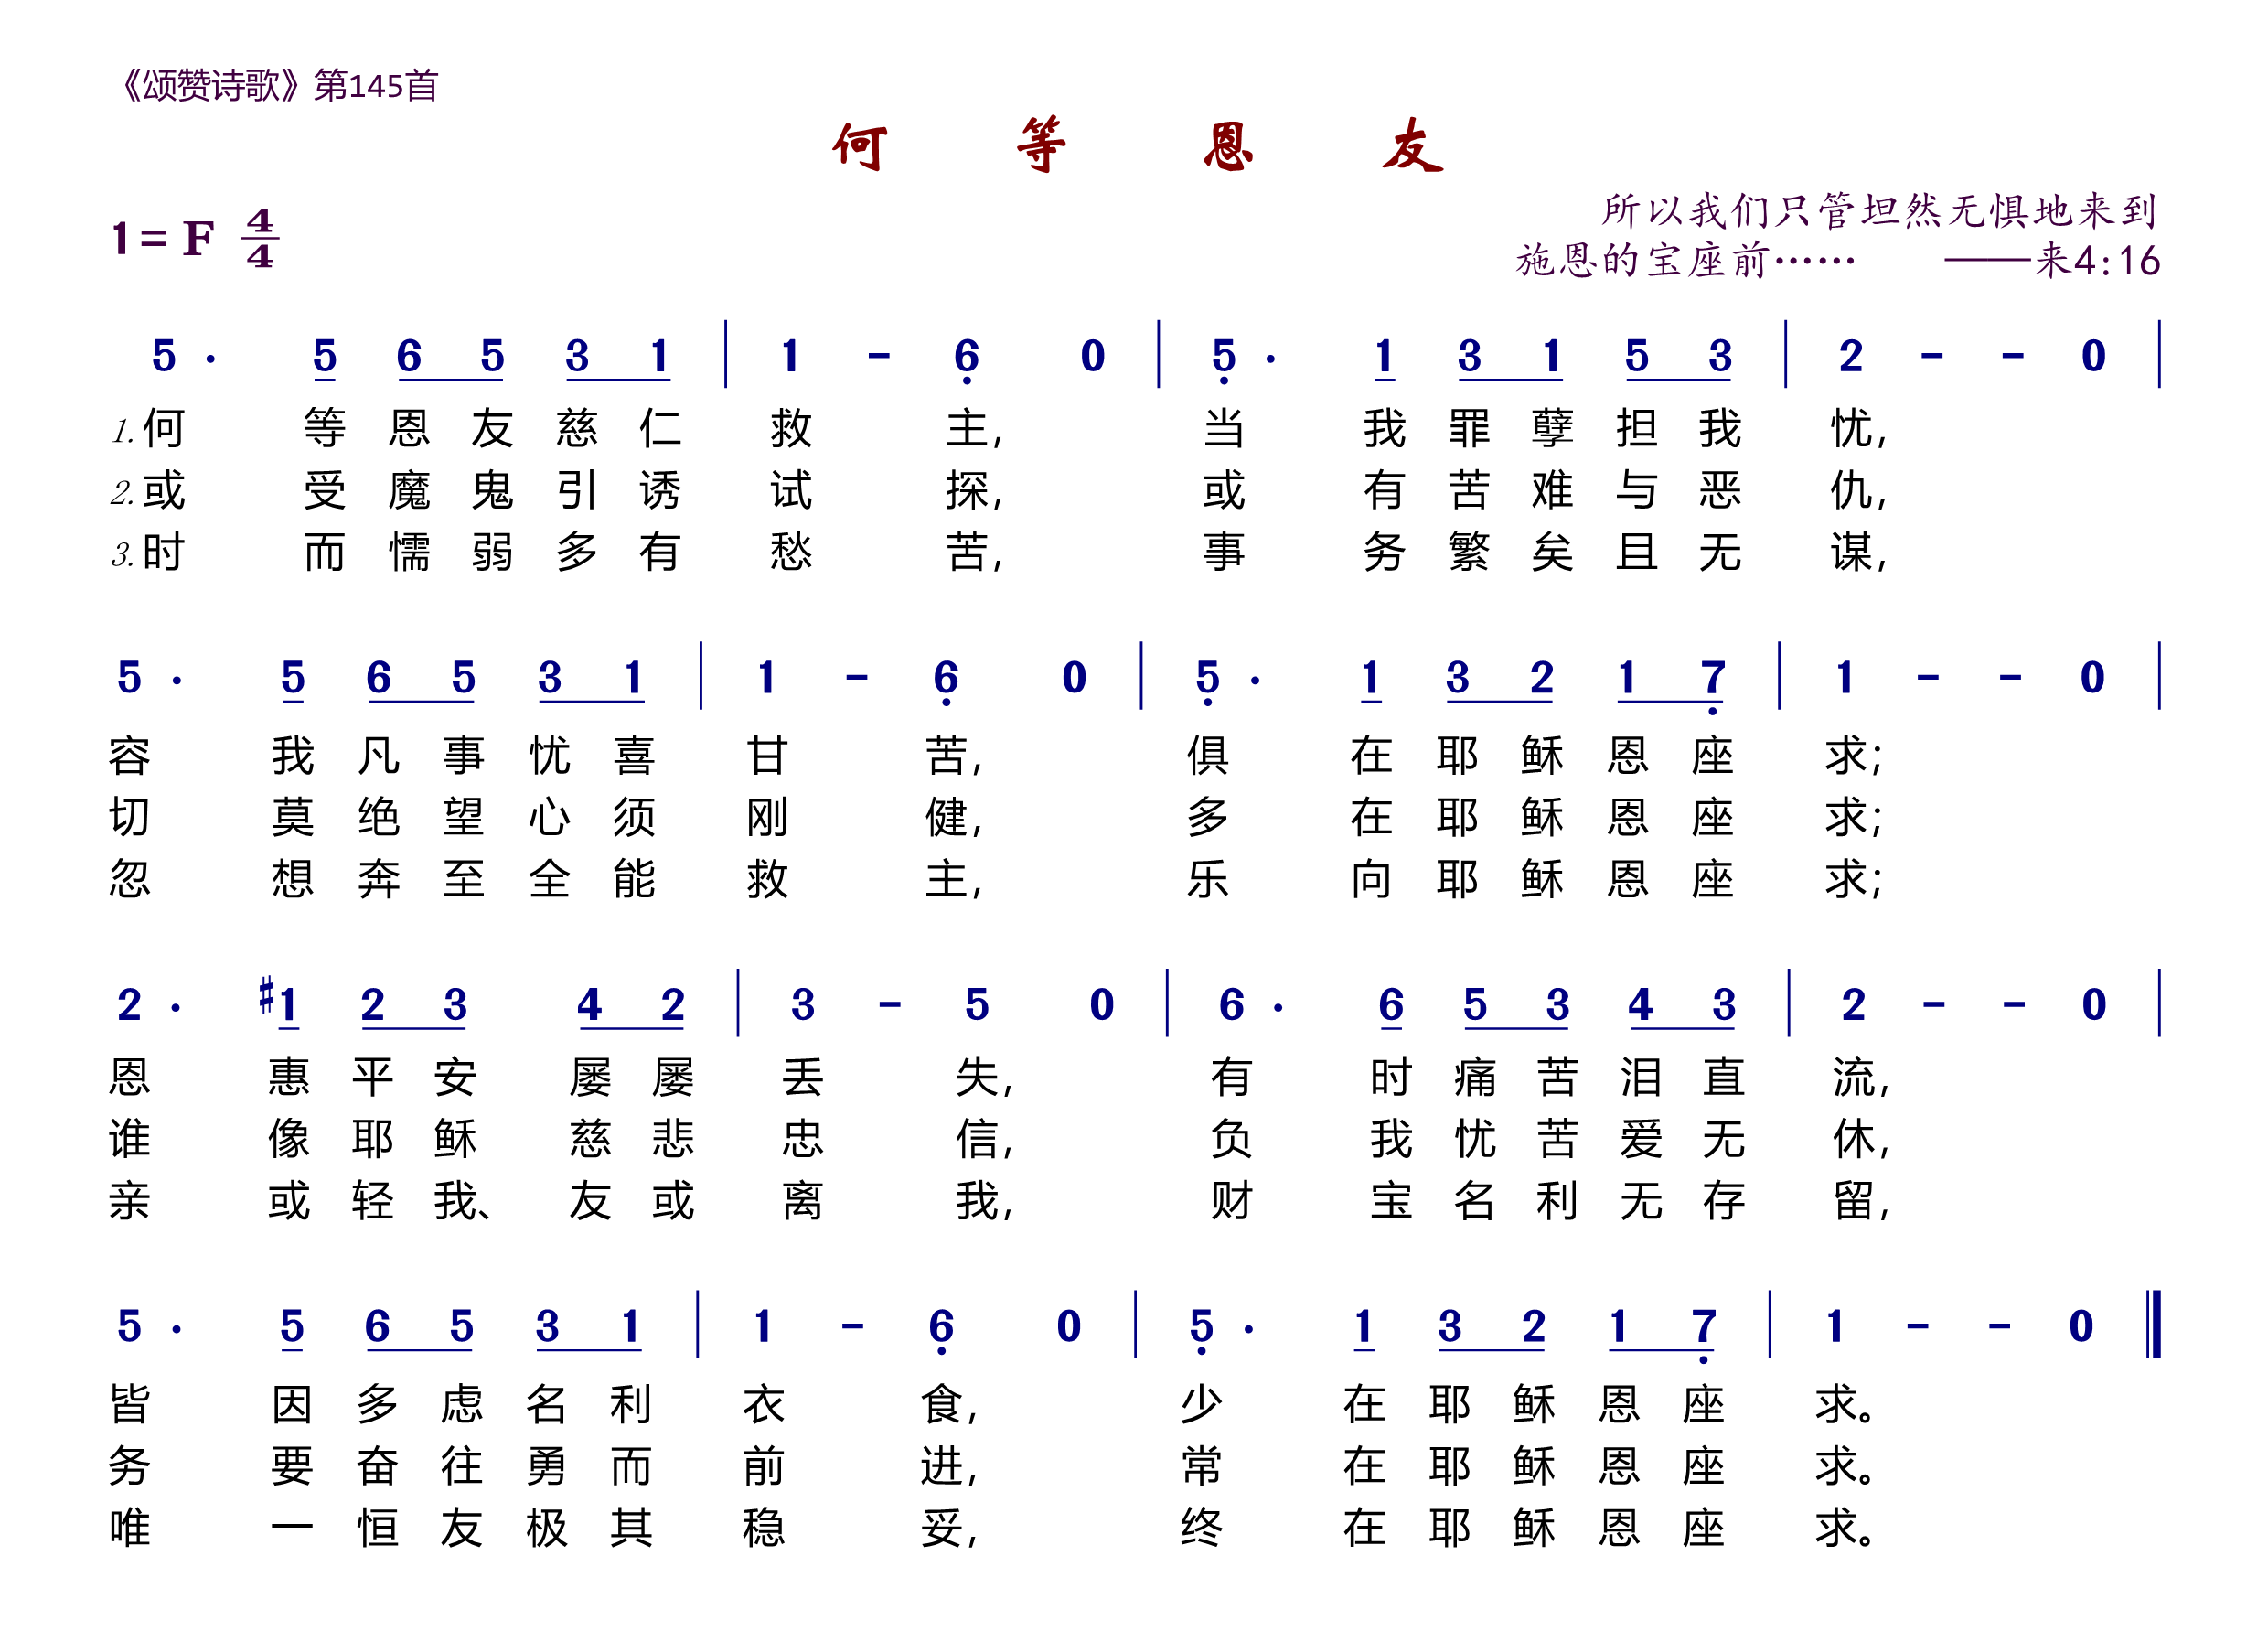 《颂赞诗歌》第145首
何 等 恩 友
1=F 4/4
所以我们只管坦然无惧地来到
施恩的宝座前…… ——来4:16
5 · 5 6 5 3 1 | 1 - 6̣ 0 | 5̣ · 1 3 1 5 3 | 2 - - 0 |
1.何 等 恩 友 慈 仁 救 主, 当 我 罪 孽 担 我 忧,
2.或 受 魔 鬼 引 诱 试 探, 或 有 苦 难 与 恶 仇,
3.时 而 懦 弱 多 有 愁 苦, 事 务 繁 矣 且 无 谋,
5 · 5 6 5 3 1 | 1 - 6̣ 0 | 5̣ · 1 3 2 1 7̣ | 1 - - 0 |
容 我 凡 事 忧 喜 甘 苦, 俱 在 耶 稣 恩 座 求;
切 莫 绝 望 心 须 刚 健, 多 在 耶 稣 恩 座 求;
忽 想 奔 至 全 能 救 主, 乐 向 耶 稣 恩 座 求;
2 · #1 2 3 4 2 | 3 - 5 0 | 6 · 6 5 3 4 3 | 2 - - 0 |
恩 惠 平 安 屡 屡 丢 失, 有 时 痛 苦 泪 直 流,
谁 像 耶 稣、 慈 悲 忠 信, 负 我 忧 苦 爱 无 休,
亲 或 轻 我、 友 或 离 我, 财 宝 名 利 无 存 留,
5 · 5 6 5 3 1 | 1 - 6̣ 0 | 5̣ · 1 3 2 1 7̣ | 1 - - 0 ‖
皆 因 多 虑 名 利 衣 食, 少 在 耶 稣 恩 座 求。
务 要 奋 往 勇 而 前 进, 常 在 耶 稣 恩 座 求。
唯 一 恒 友 极 其 稳 妥, 终 在 耶 稣 恩 座 求。